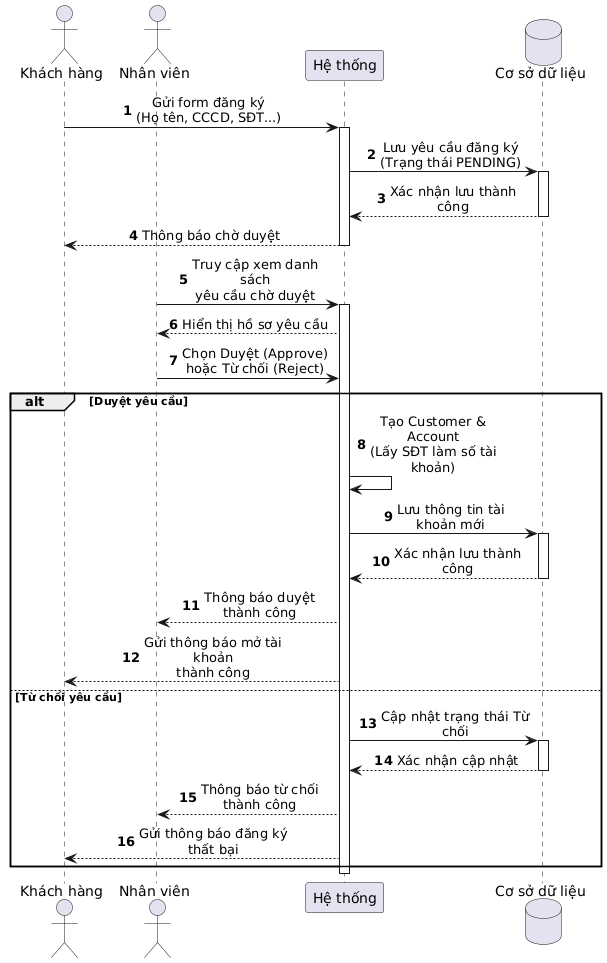 Khách hàng
Nhân viên
Hệ thống
Cơ sở dữ liệu
1 Gửi form đăng ký
(Họ tên, CCCD, SĐT...)
2 Lưu yêu cầu đăng ký
(Trạng thái PENDING)
3 Xác nhận lưu thành
công
4 Thông báo chờ duyệt
5 Truy cập xem danh
sách
yêu cầu chờ duyệt
6 Hiển thị hồ sơ yêu cầu
7 Chọn Duyệt (Approve)
hoặc Từ chối (Reject)
alt [Duyệt yêu cầu]
8 Tạo Customer &
Account
(Lấy SĐT làm số tài
khoản)
9 Lưu thông tin tài
khoản mới
10 Xác nhận lưu thành
công
11 Thông báo duyệt
thành công
12 Gửi thông báo mở tài
khoản
thành công
[Từ chối yêu cầu]
13 Cập nhật trạng thái Từ
chối
14 Xác nhận cập nhật
15 Thông báo từ chối
thành công
16 Gửi thông báo đăng ký
thất bại
Khách hàng
Nhân viên
Hệ thống
Cơ sở dữ liệu